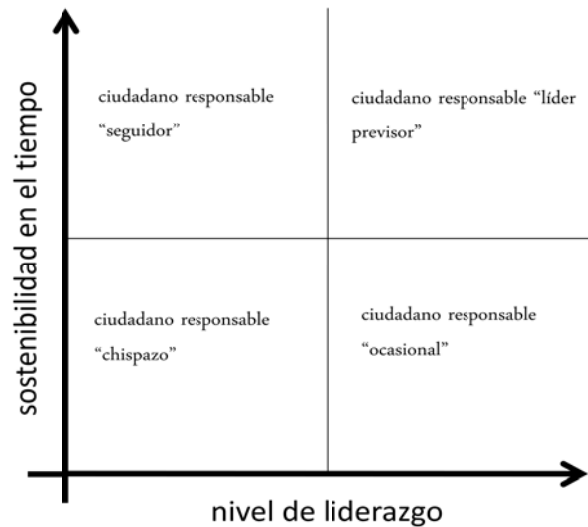 sostenibilidad en el tiempo
ciudadano responsable
“seguidor”
ciudadano responsable “líder
previsor”
ciudadano responsable
“chispazo”
ciudadano responsable
“ocasional”
nivel de liderazgo